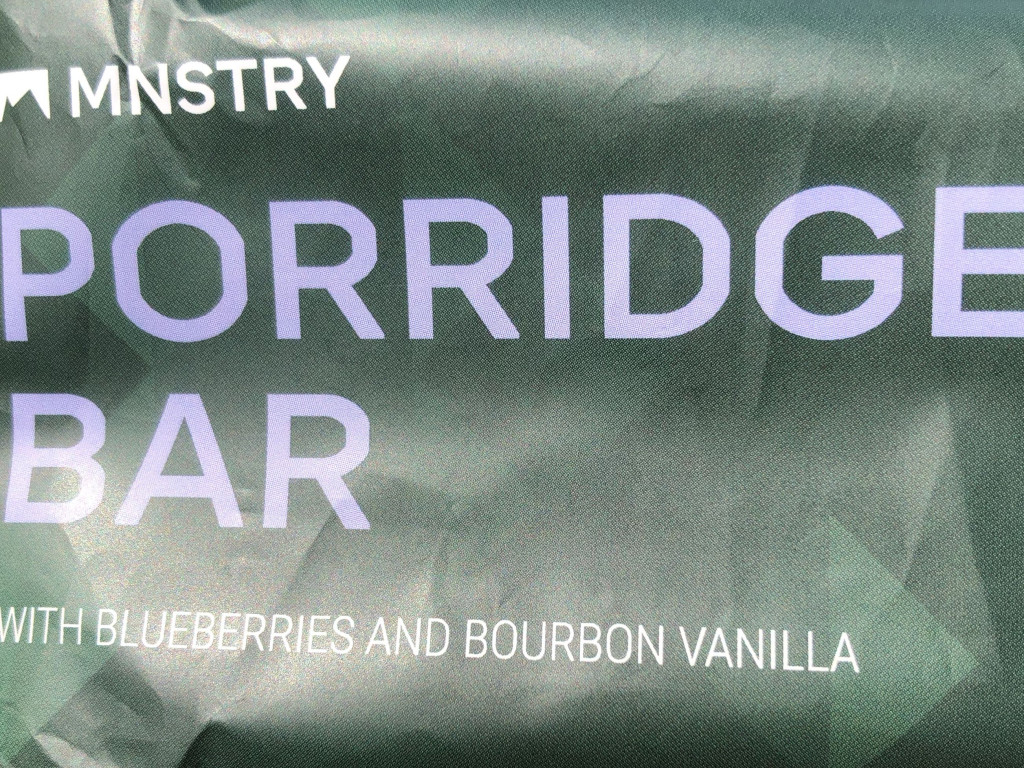 MNSTRY
PORRIDGE
BAR
WITH BLUEBERRIES AND BOURBON VANILLA